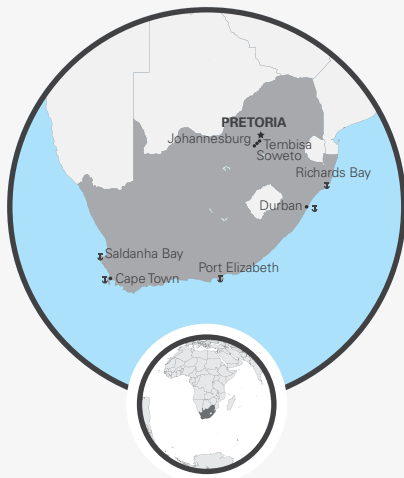 PRETORIA
Johannesburg
Tembisa
Soweto
Richards Bay
Durban
Saldanha Bay
Port Elizabeth
Cape Town